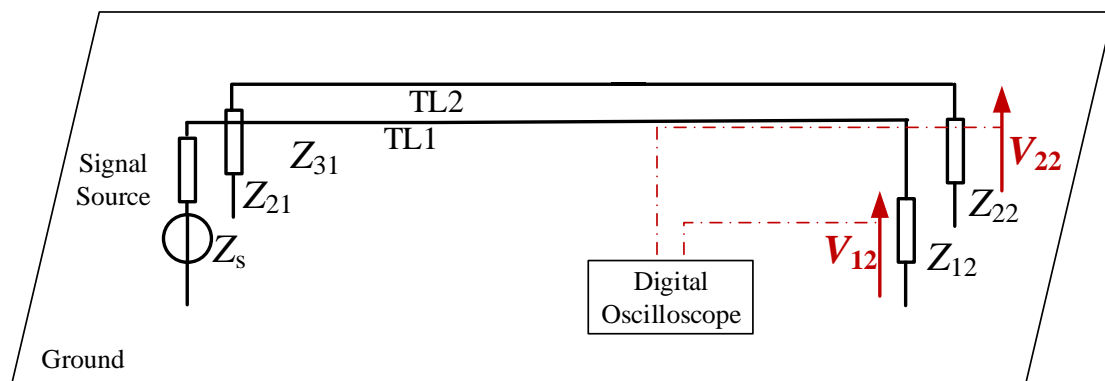 TL2
TL1
Signal
Source
Z31
Z21
Zs
V22
Z22
V12
Z12
Digital
Oscilloscope
Ground